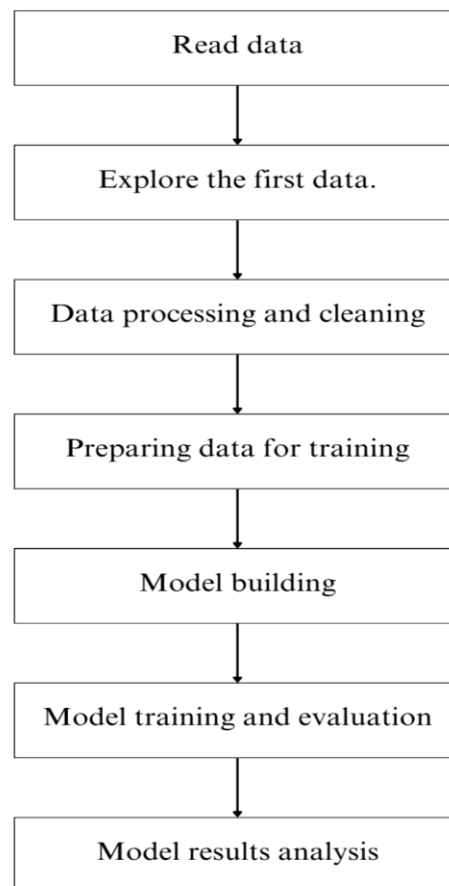 Read data
Explore the first data.
Data processing and cleaning
Preparing data for training
Model building
Model training and evaluation
Model results analysis